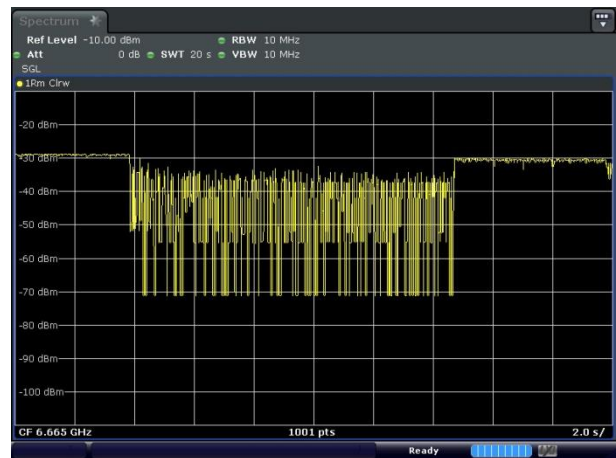 Spectrum
Ref Level -10.00 dBm RBW 10 MHz
Att 0 dB SWT 20 s VBW 10 MHz
SGL
1Rm Clrw
-20 dBm
-30 dBm
-40 dBm
-50 dBm
-60 dBm
-70 dBm
-80 dBm
-90 dBm
-100 dBm
CF 6.665 GHz 1001 pts 2.0 s/
Ready